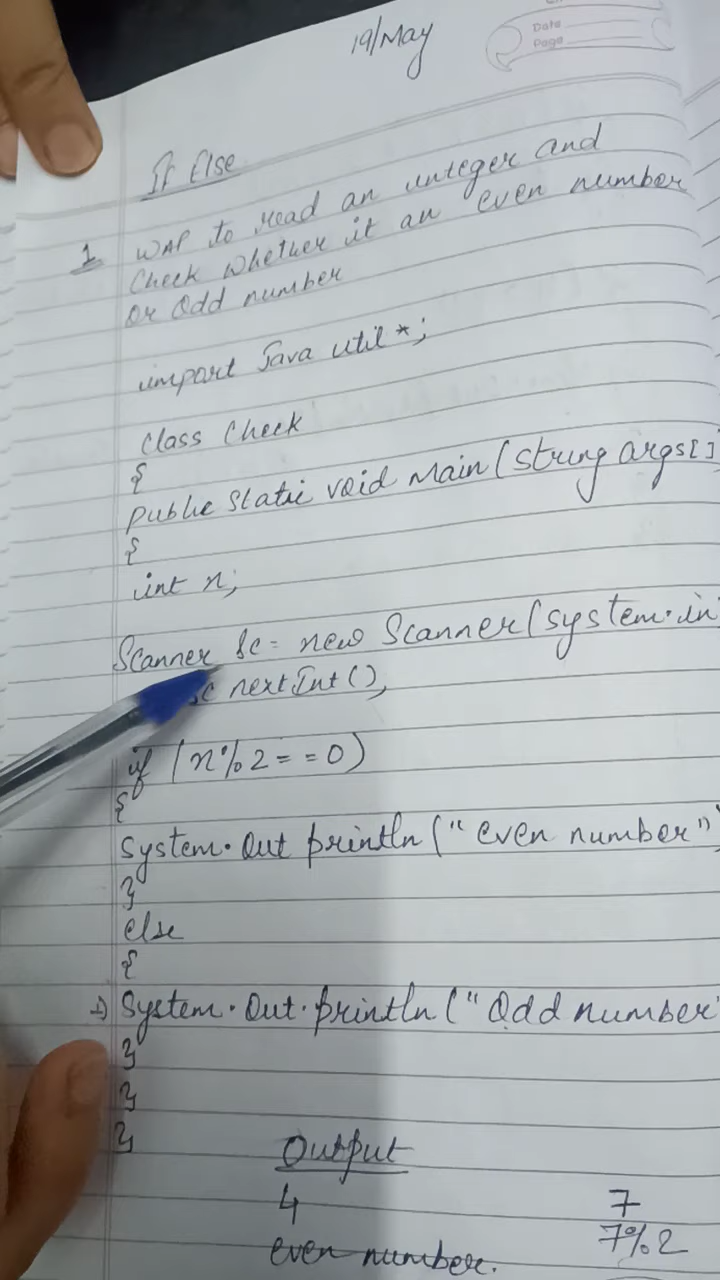 19/May
Date
Page
If Else
1 WAP to read an integer and
Check whether it an even number
or Odd number
import Java util *;
class Check
{
public static void main (string args[]
{
int n;
Scanner Sc = new Scanner (system.in
sc nextInt();
if (n%2 = = 0)
{
System.out println (" even number"
}
else
{
System.out.println (" Odd number
}
}
}
Output
4 7
7%2
even number.